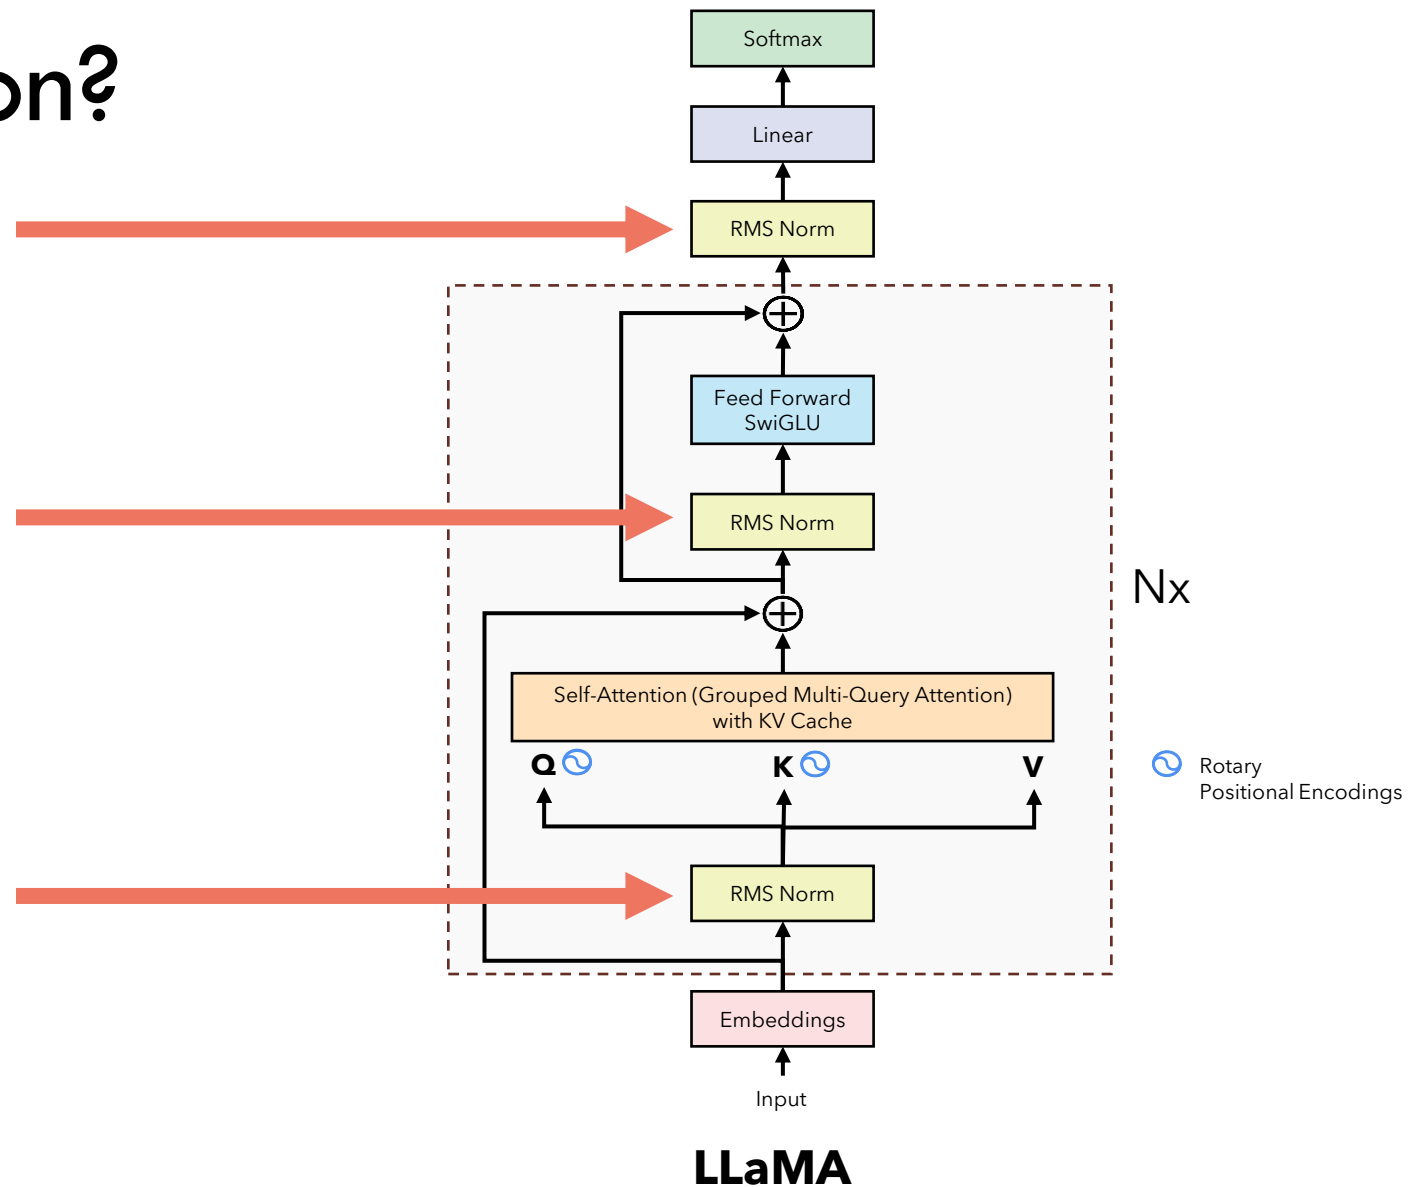 on?
Softmax
Linear
RMS Norm
Feed Forward
SwiGLU
RMS Norm
Nx
Self-Attention (Grouped Multi-Query Attention)
with KV Cache
Q
K
V
Rotary
Positional Encodings
RMS Norm
Embeddings
Input
LLaMA